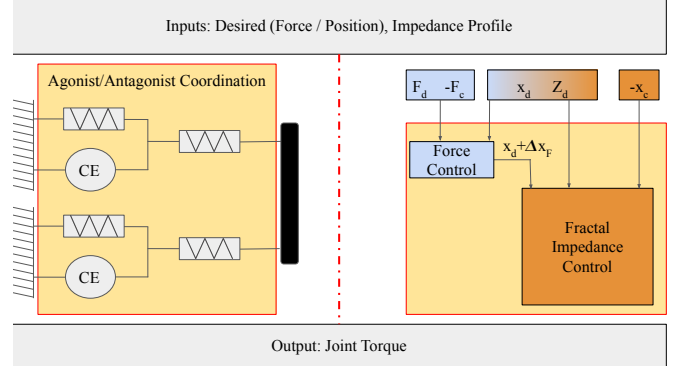 Inputs: Desired (Force / Position), Impedance Profile
Agonist/Antagonist Coordination
CE
CE
F_d -F_c
x_d Z_d
-x_c
Force
Control
x_d+Δx_F
Fractal
Impedance
Control
Output: Joint Torque